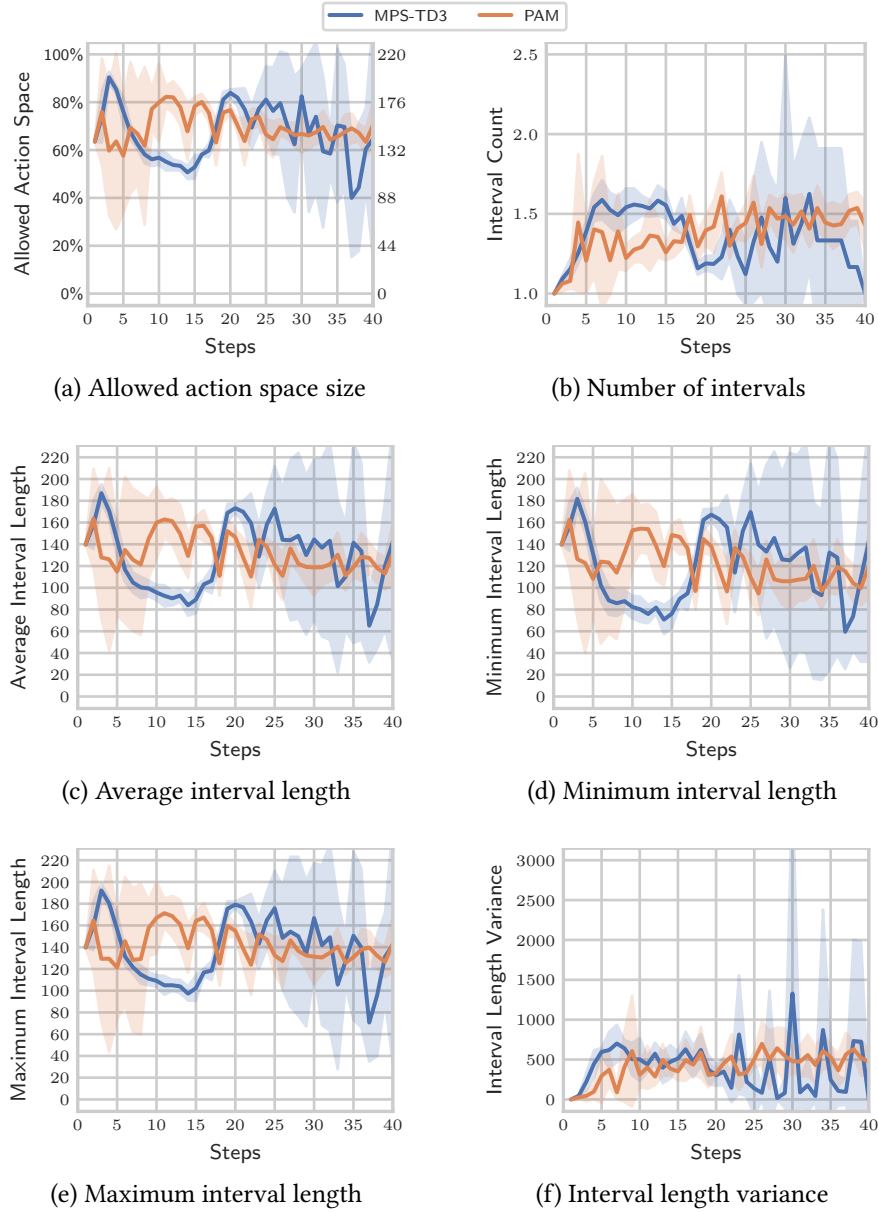 MPS-TD3 PAM
100% 220
80% 176
60% 132
40% 88
20% 44
0% 0
Allowed Action Space
0 5 10 15 20 25 30 35 40
Steps
(a) Allowed action space size
2.5
2.0
1.5
1.0
Interval Count
0 5 10 15 20 25 30 35 40
Steps
(b) Number of intervals
220
200
180
160
140
120
100
80
60
40
20
0
Average Interval Length
0 5 10 15 20 25 30 35 40
Steps
(c) Average interval length
220
200
180
160
140
120
100
80
60
40
20
0
Minimum Interval Length
0 5 10 15 20 25 30 35 40
Steps
(d) Minimum interval length
220
200
180
160
140
120
100
80
60
40
20
0
Maximum Interval Length
0 5 10 15 20 25 30 35 40
Steps
(e) Maximum interval length
3000
2500
2000
1500
1000
500
0
Interval Length Variance
0 5 10 15 20 25 30 35 40
Steps
(f) Interval length variance